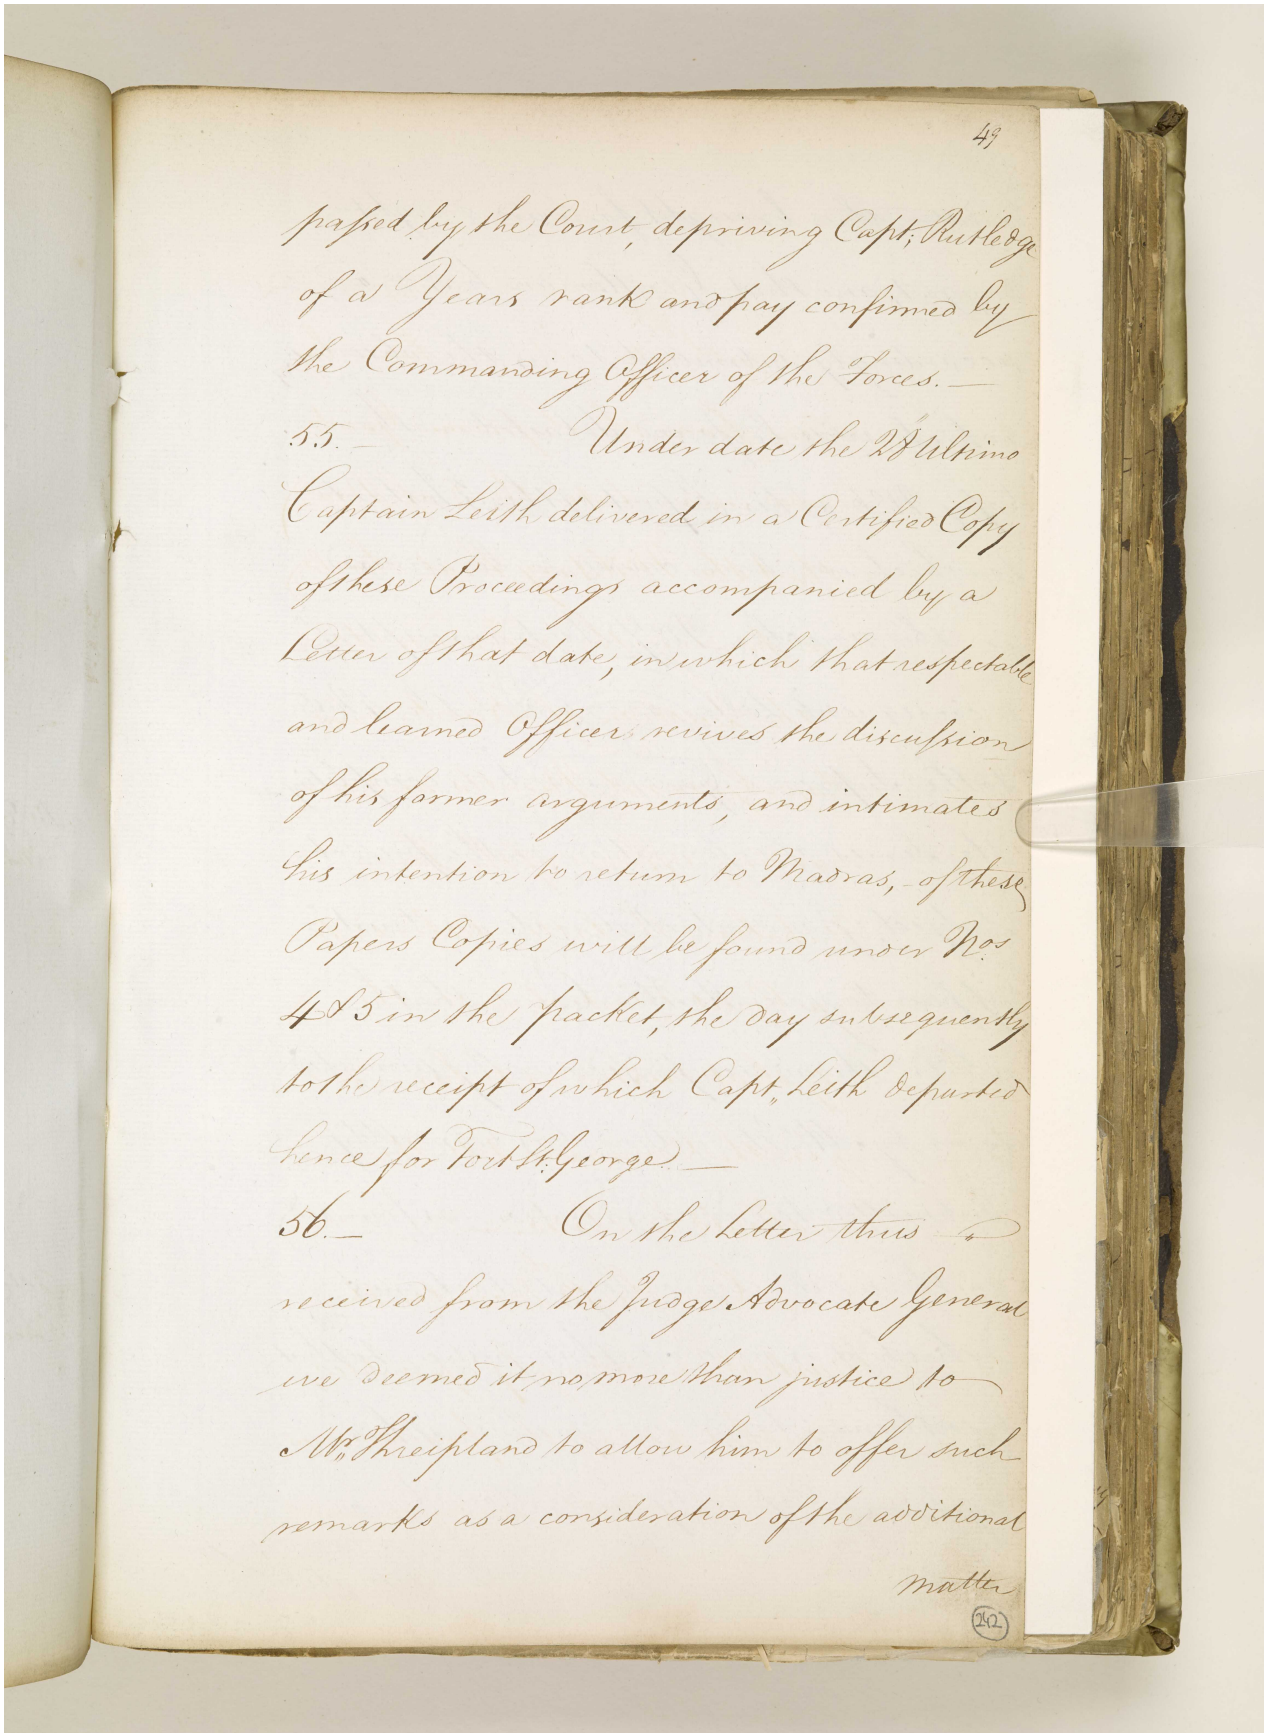 49
paſsed by the Court, depriving Capt; Rutledge
of a Years rank and pay confirmed by
the Commanding Officer of the Forces. —
55. — Under date the 28 Ultimo
Captain Leith delivered in a Certified Copy
of these Proceedings accompanied by a
Letter of that date, in which that respectable
and learned Officer revives the discuſsion
of his former arguments, and intimates
his intention to return to Madras, - of these
Papers Copies will be found under Nos.
4 & 5 in the packet, the day subsequently
to the receipt of which Capt,, Leith departed
hence for Fort St. George. —
56. — On the Letter thus
received from the Judge Advocate General
we deemed it no more than justice to
Mr,, Threipland to allow him to offer such
remarks as a consideration of the additional
matter
242